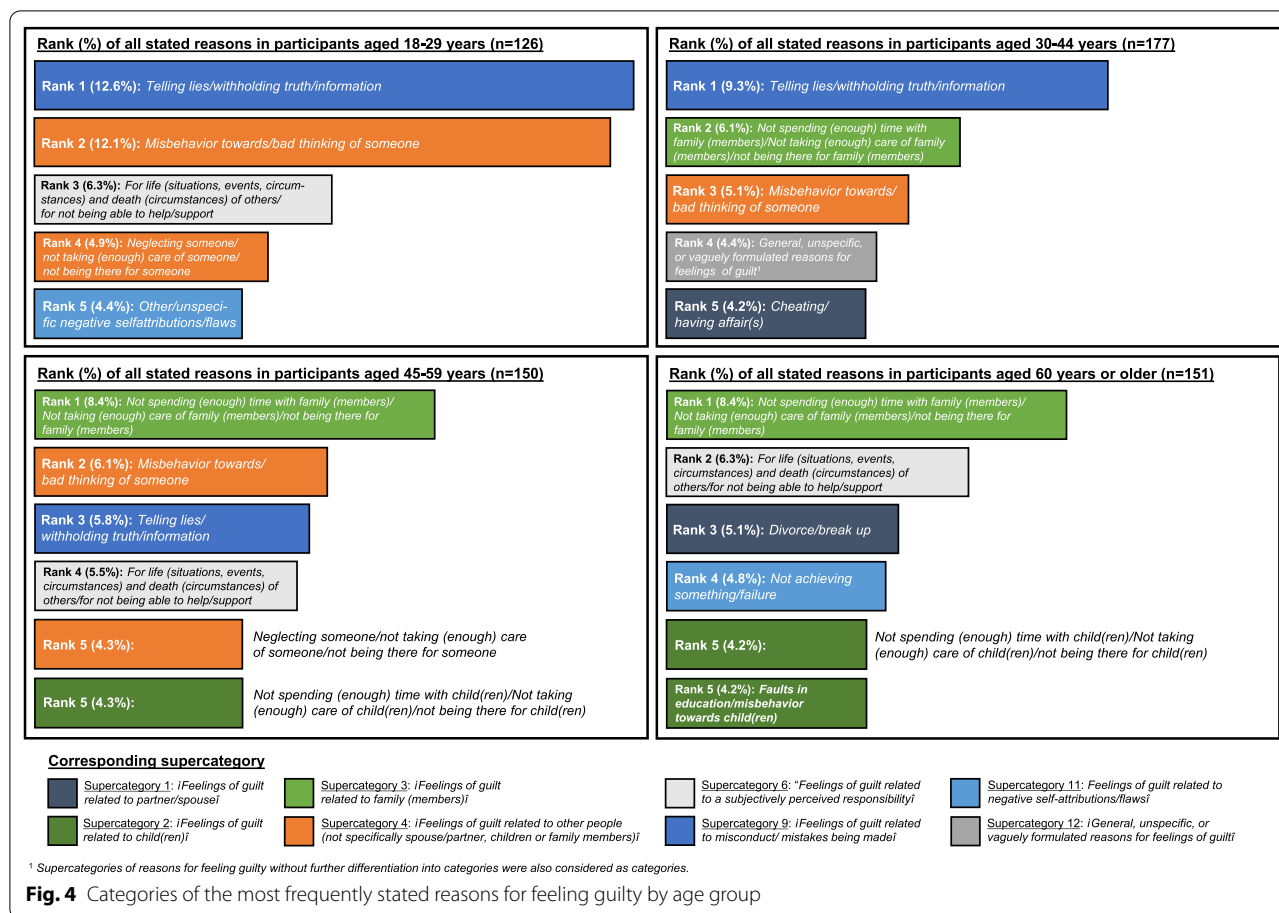 Rank (%) of all stated reasons in participants aged 18-29 years (n=126)
Rank 1 (12.6%): Telling lies/withholding truth/information
Rank 2 (12.1%): Misbehavior towards/bad thinking of someone
Rank 3 (6.3%): For life (situations, events, circum-
stances) and death (circumstances) of others/
for not being able to help/support
Rank 4 (4.9%): Neglecting someone/
not taking (enough) care of someone/
not being there for someone
Rank 5 (4.4%): Other/unspeci-
fic negative selfattributions/flaws
Rank (%) of all stated reasons in participants aged 30-44 years (n=177)
Rank 1 (9.3%): Telling lies/withholding truth/information
Rank 2 (6.1%): Not spending (enough) time with
family (members)/Not taking (enough) care of family
(members)/not being there for family (members)
Rank 3 (5.1%): Misbehavior towards/
bad thinking of someone
Rank 4 (4.4%): General, unspecific,
or vaguely formulated reasons for
feelings of guilt¹
Rank 5 (4.2%): Cheating/
having affair(s)
Rank (%) of all stated reasons in participants aged 45-59 years (n=150)
Rank 1 (8.4%): Not spending (enough) time with family (members)/
Not taking (enough) care of family (members)/not being there for
family (members)
Rank 2 (6.1%): Misbehavior towards/
bad thinking of someone
Rank 3 (5.8%): Telling lies/
withholding truth/information
Rank 4 (5.5%): For life (situations, events,
circumstances) and death (circumstances) of
others/for not being able to help/support
Rank 5 (4.3%):
Neglecting someone/not taking (enough) care
of someone/not being there for someone
Rank 5 (4.3%):
Not spending (enough) time with child(ren)/Not taking
(enough) care of child(ren)/not being there for child(ren)
Rank (%) of all stated reasons in participants aged 60 years or older (n=151)
Rank 1 (8.4%): Not spending (enough) time with family (members)/
Not taking (enough) care of family (members)/not being there for
family (members)
Rank 2 (6.3%): For life (situations, events,
circumstances) and death (circumstances) of
others/for not being able to help/support
Rank 3 (5.1%): Divorce/break up
Rank 4 (4.8%): Not achieving
something/failure
Rank 5 (4.2%):
Not spending (enough) time with child(ren)/Not taking
(enough) care of child(ren)/not being there for child(ren)
Rank 5 (4.2%): Faults in
education/misbehavior
towards child(ren)
Corresponding supercategory
Supercategory 1: ìFeelings of guilt
related to partner/spouseî
Supercategory 2: ìFeelings of guilt
related to child(ren)î
Supercategory 3: ìFeelings of guilt
related to family (members)î
Supercategory 4: ìFeelings of guilt related to other people
(not specifically spouse/partner, children or family members)î
Supercategory 6: “Feelings of guilt related
to a subjectively perceived responsibilityî
Supercategory 9: ìFeelings of guilt related
to misconduct/ mistakes being madeî
Supercategory 11: Feelings of guilt related to
negative self-attributions/flawsî
Supercategory 12: ìGeneral, unspecific, or
vaguely formulated reasons for feelings of guiltî
¹ Supercategories of reasons for feeling guilty without further differentiation into categories were also considered as categories.
Fig. 4 Categories of the most frequently stated reasons for feeling guilty by age group